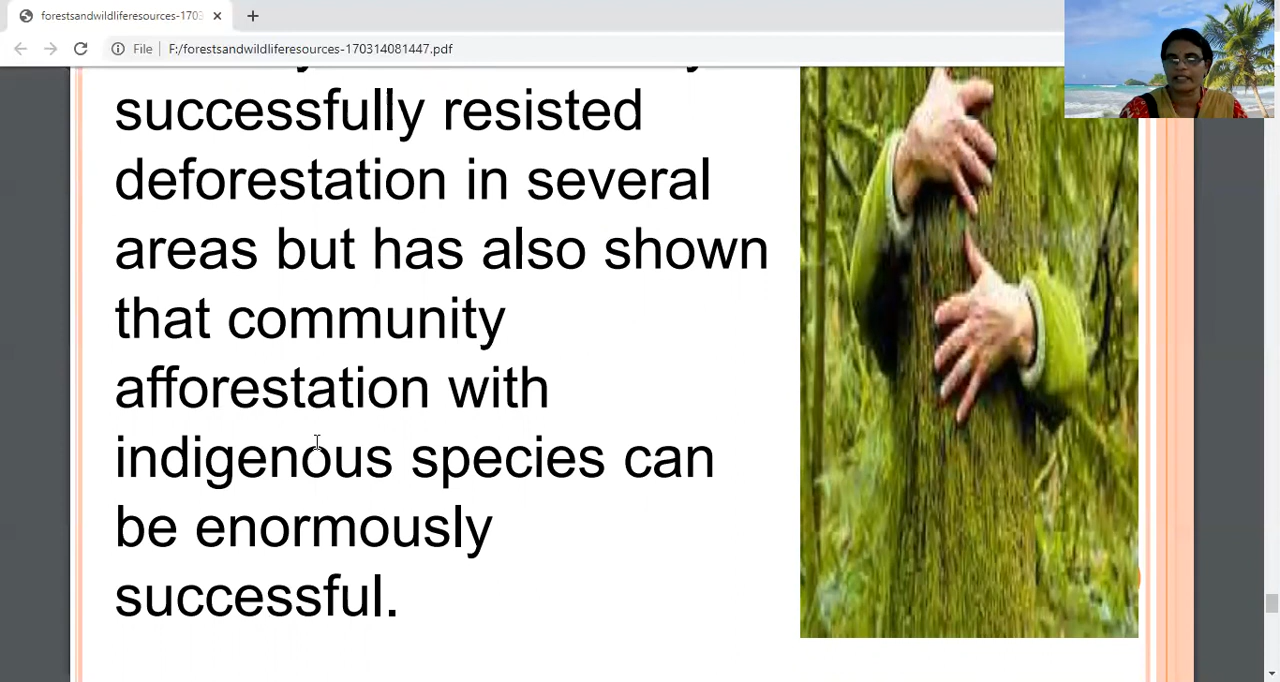 forestsandwildliferesources-1703
File
F:/forestsandwildliferesources-170314081447.pdf
successfully resisted
deforestation in several
areas but has also shown
that community
afforestation with
indigenous species can
be enormously
successful.